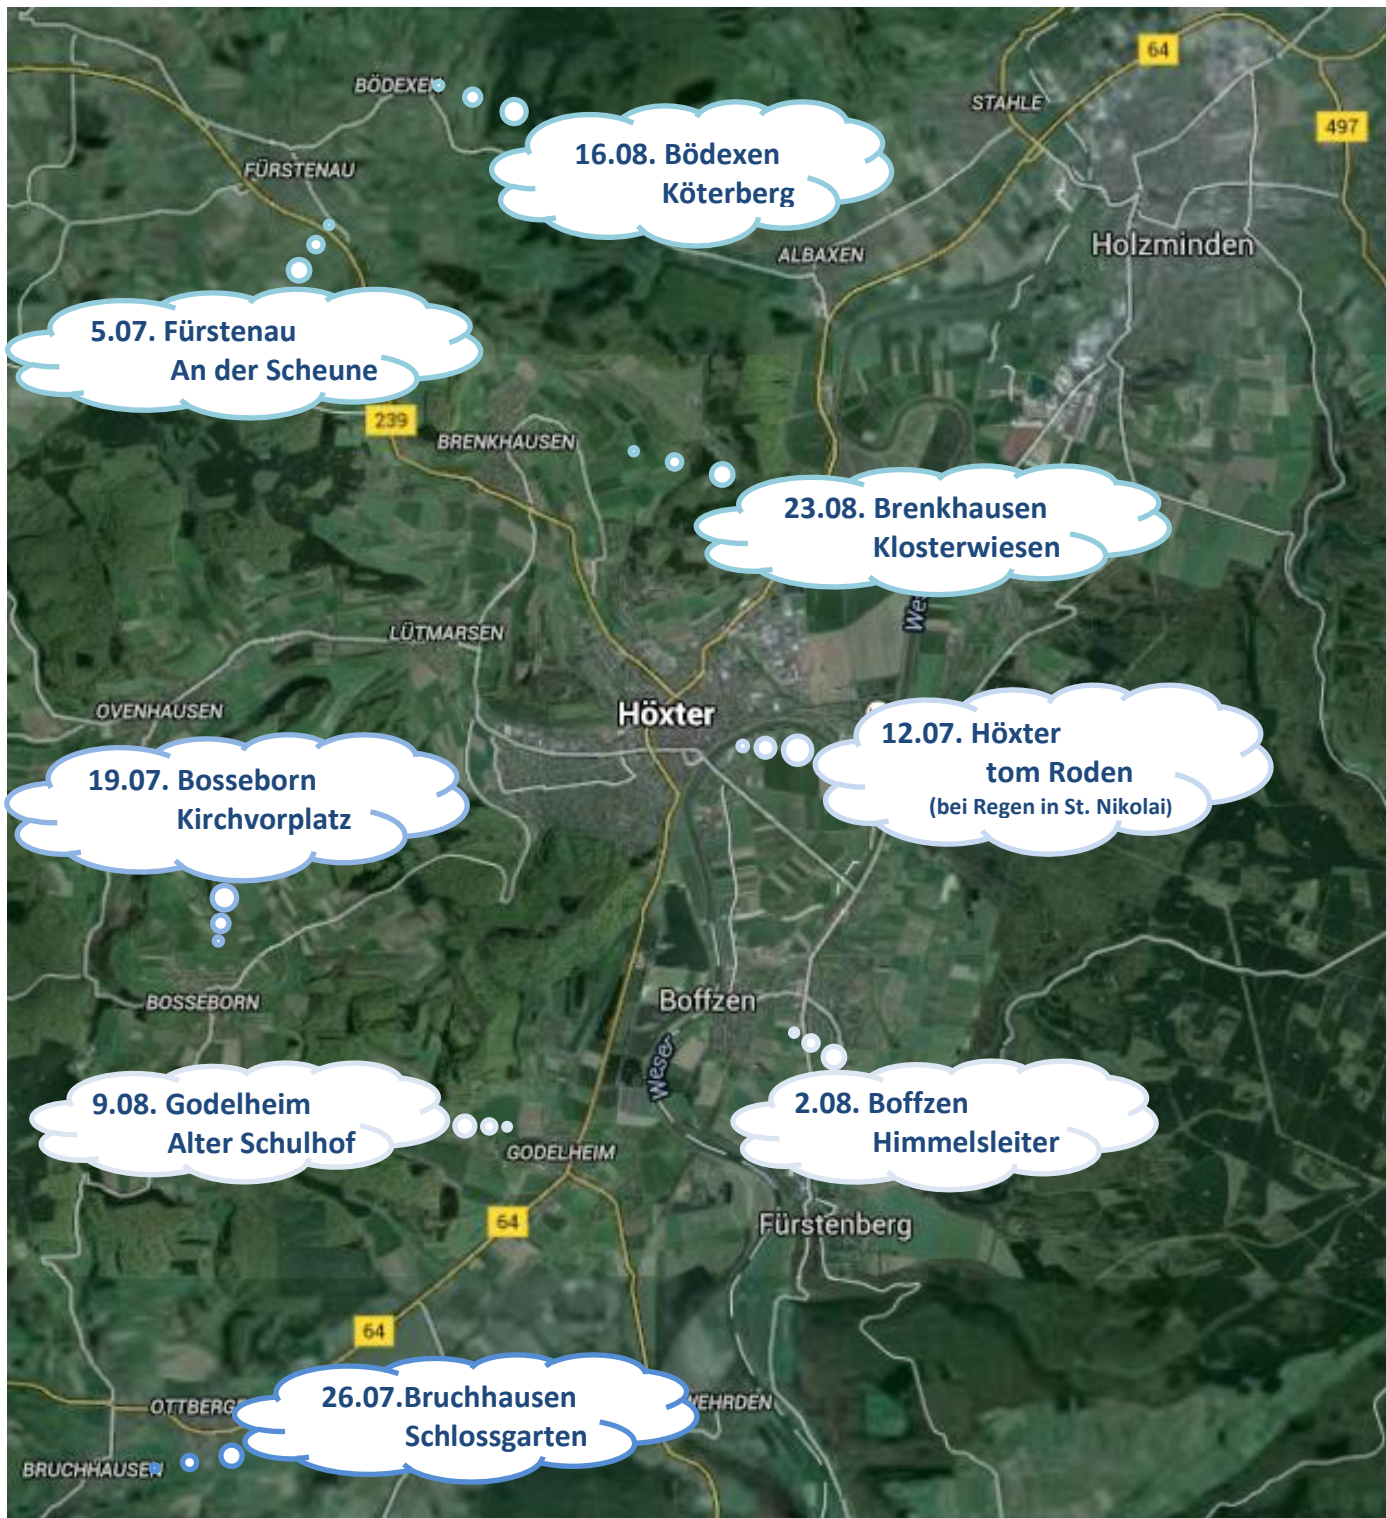 64
BÖDEXEN
STAHLE
497
16.08. Bödexen
Köterberg
FÜRSTENAU
Holzminden
ALBAXEN
5.07. Fürstenau
An der Scheune
239
BRENKHAUSEN
23.08. Brenkhausen
Klosterwiesen
Wes
LÜTMARSEN
OVENHAUSEN
Höxter
12.07. Höxter
tom Roden
(bei Regen in St. Nikolai)
19.07. Bosseborn
Kirchvorplatz
BOSSEBORN
Boffzen
Weser
9.08. Godelheim
Alter Schulhof
2.08. Boffzen
Himmelsleiter
GODELHEIM
64
Fürstenberg
64
26.07.Bruchhausen
Schlossgarten
OTTBERGE
WEHRDEN
BRUCHHAUSEN